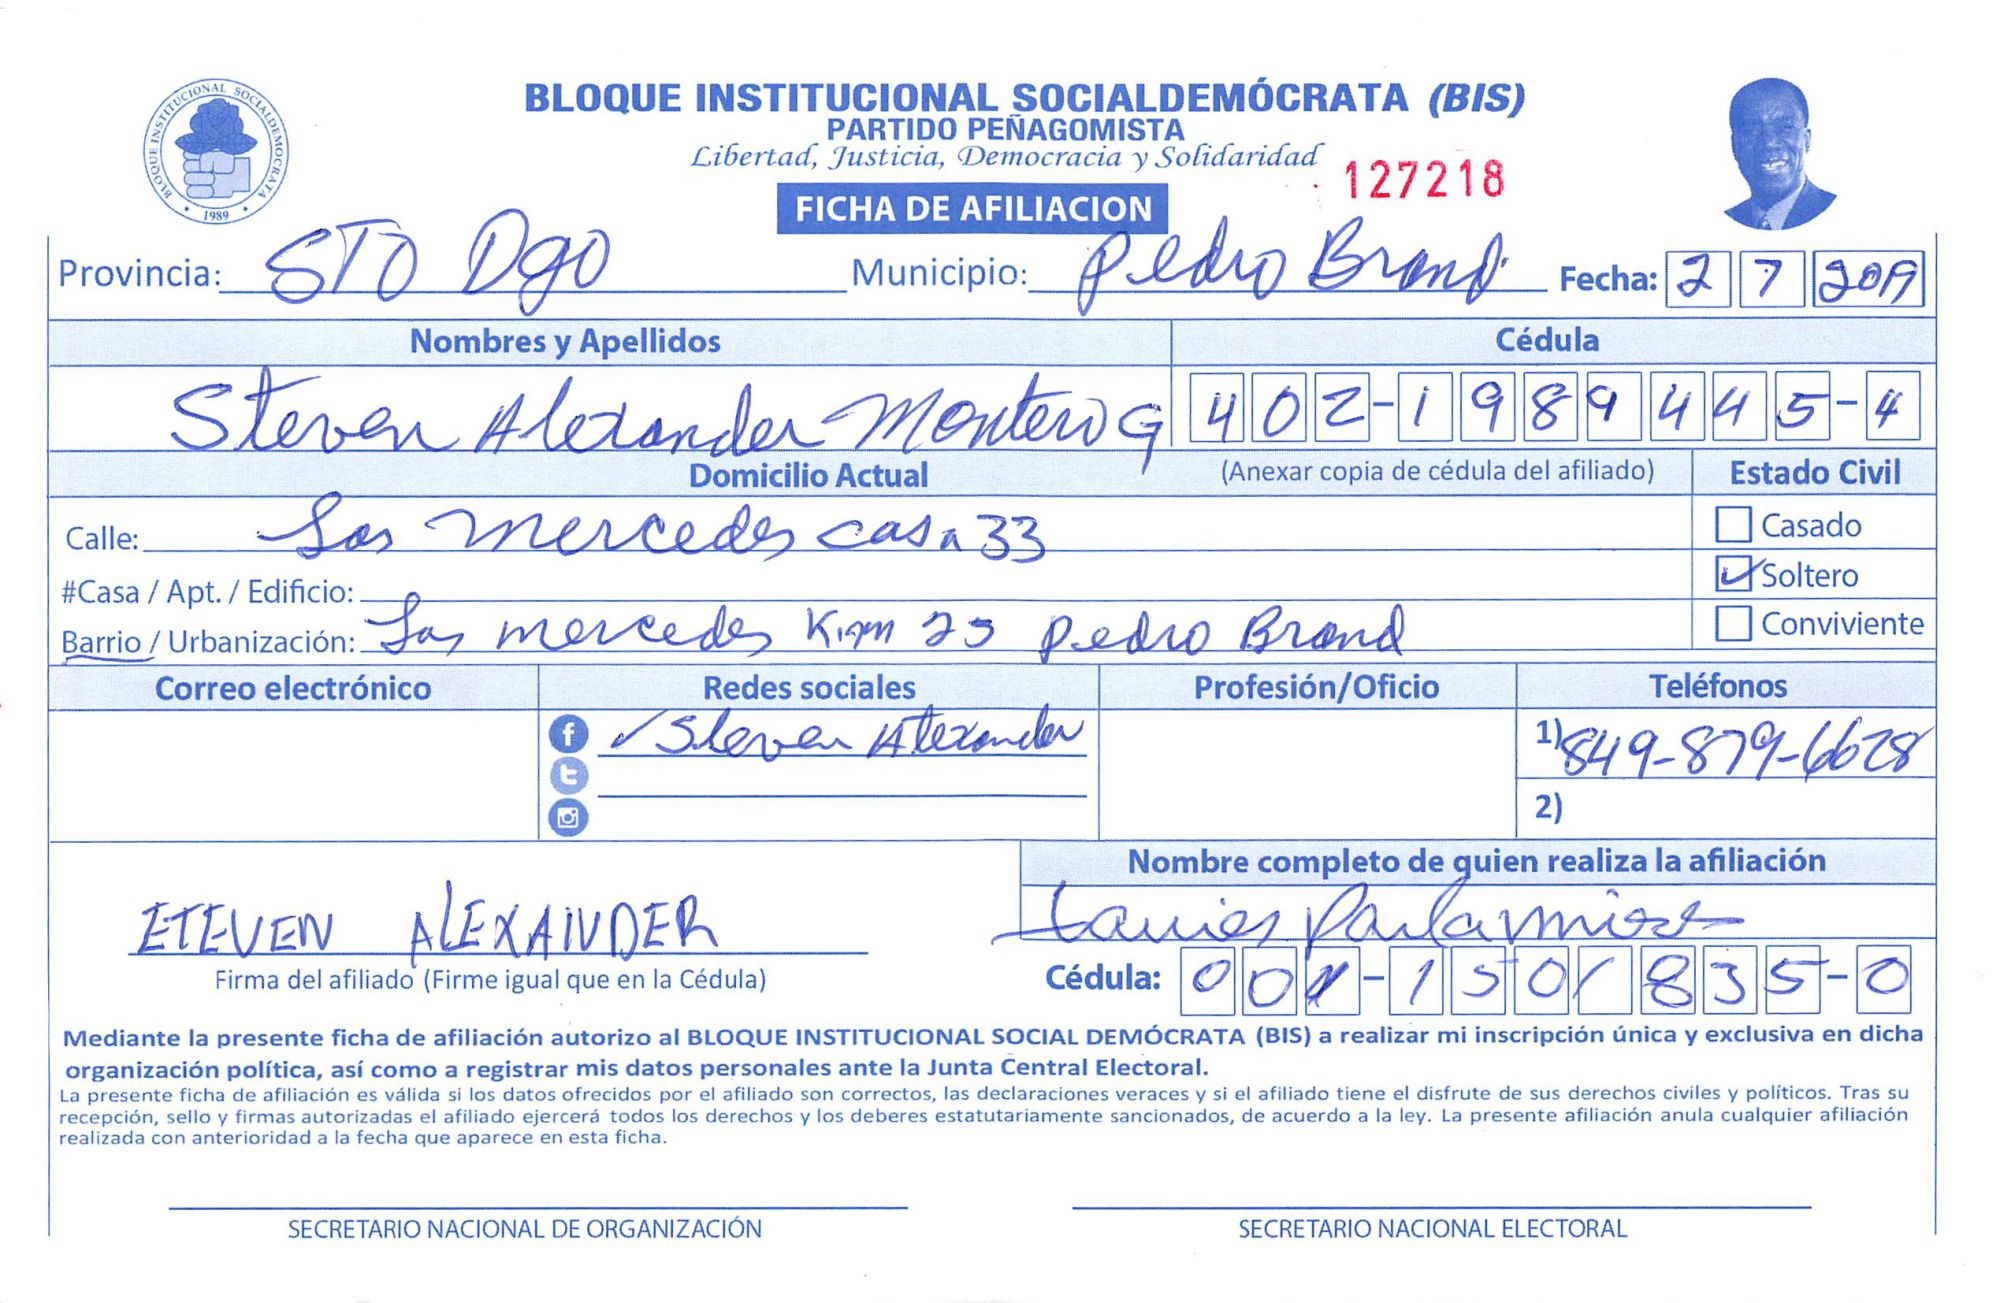 BLOQUE INSTITUCIONAL SOCIALDEMÓCRATA
1989
BLOQUE INSTITUCIONAL SOCIALDEMÓCRATA (BIS)
PARTIDO PEÑAGOMISTA
Libertad, Justicia, Democracia y Solidaridad
127218
FICHA DE AFILIACION
Provincia: STO Dgo Municipio: Pedro Brand Fecha: 2 7 2019
Nombres y Apellidos Cédula
Steven Alexander Montero G 402-1989445-4
Domicilio Actual (Anexar copia de cédula del afiliado) Estado Civil
Calle: Las mercedes casa 33 Casado
#Casa / Apt. / Edificio: Soltero
Barrio / Urbanización: Las mercedes 25 Pedro Brand Conviviente
Correo electrónico Redes sociales Profesión/Oficio Teléfonos
Steven Alexander 1) 849-879-6628
2)
Nombre completo de quien realiza la afiliación
ETEVEN ALEXANDER
Firma del afiliado (Firme igual que en la Cédula) Cédula: 001-1501835-0
Mediante la presente ficha de afiliación autorizo al BLOQUE INSTITUCIONAL SOCIAL DEMÓCRATA (BIS) a realizar mi inscripción única y exclusiva en dicha
organización política, así como a registrar mis datos personales ante la Junta Central Electoral.
La presente ficha de afiliación es válida si los datos ofrecidos por el afiliado son correctos, las declaraciones veraces y si el afiliado tiene el disfrute de sus derechos civiles y políticos. Tras su
recepción, sello y firmas autorizadas el afiliado ejercerá todos los derechos y los deberes estatutariamente sancionados, de acuerdo a la ley. La presente afiliación anula cualquier afiliación
realizada con anterioridad a la fecha que aparece en esta ficha.
SECRETARIO NACIONAL DE ORGANIZACIÓN SECRETARIO NACIONAL ELECTORAL